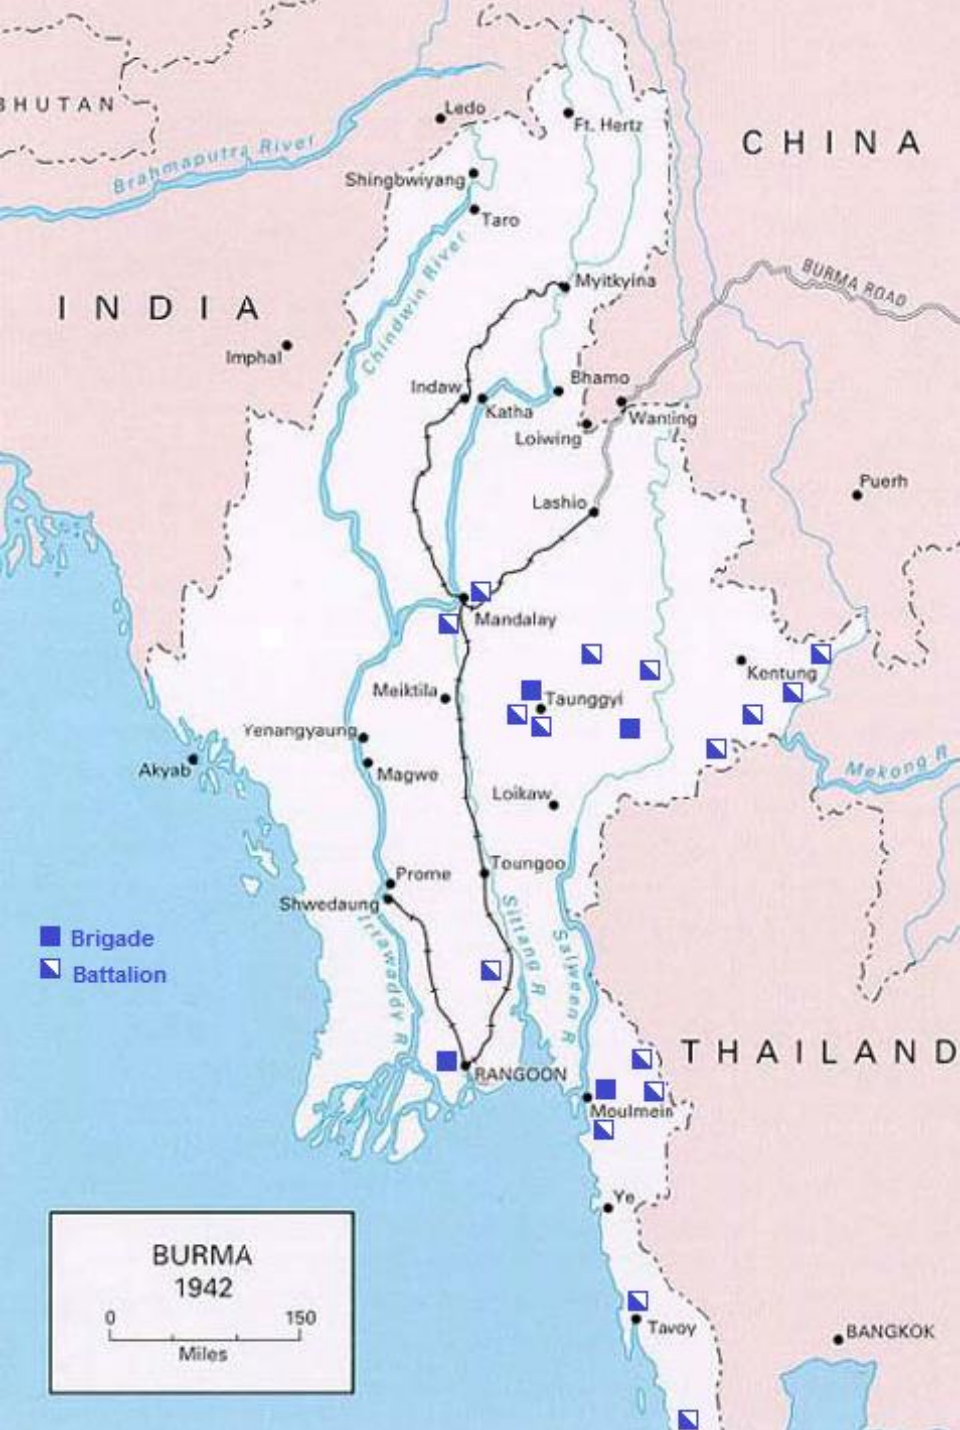 BHUTAN
Ledo
Ft. Hertz
CHINA
Brahmaputra River
Shingbwiyang
Taro
Chindwin River
Myitkyina
BURMA ROAD
INDIA
Imphal
Indaw
Katha
Bhamo
Wanting
Loiwing
Puerh
Lashio
Mandalay
Kentung
Meiktila
Taunggyi
Yenangyaung
Akyab
Magwe
Mekong R
Loikaw
Toungoo
Prome
Shwedaung
Irrawaddy R
Sittang R
Salween R
Brigade
Battalion
THAILAND
RANGOON
Moulmein
Ye
Tavoy
BANGKOK
BURMA
1942
0 150
Miles